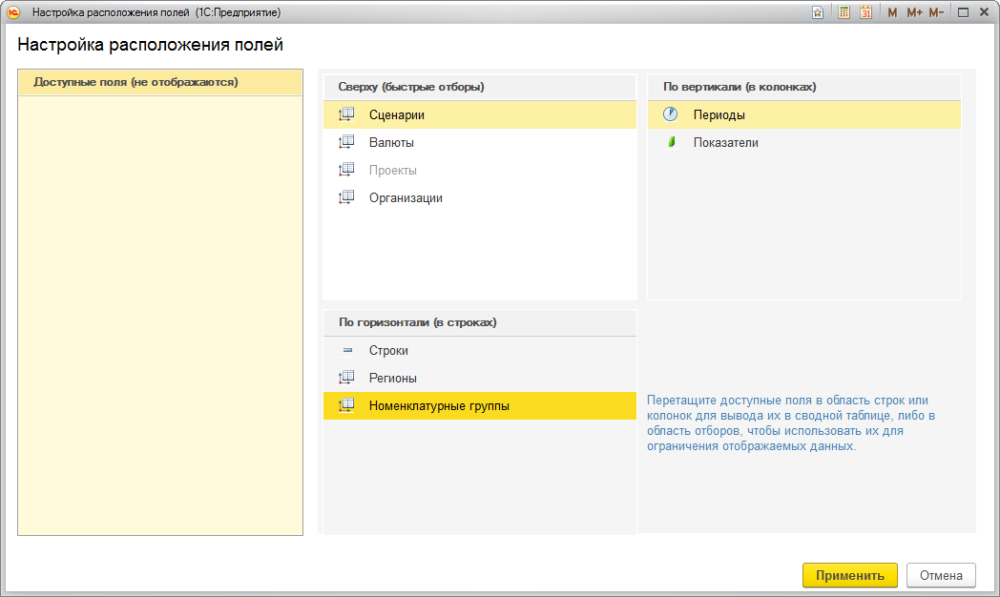 Настройка расположения полей (1С:Предприятие)
31
M M+ M-
Настройка расположения полей
Доступные поля (не отображаются)
Сверху (быстрые отборы)
Сценарии
Валюты
Проекты
Организации
По вертикали (в колонках)
Периоды
Показатели
По горизонтали (в строках)
Строки
Регионы
Номенклатурные группы
Перетащите доступные поля в область строк или
колонок для вывода их в сводной таблице, либо в
область отборов, чтобы использовать их для
ограничения отображаемых данных.
Применить
Отмена